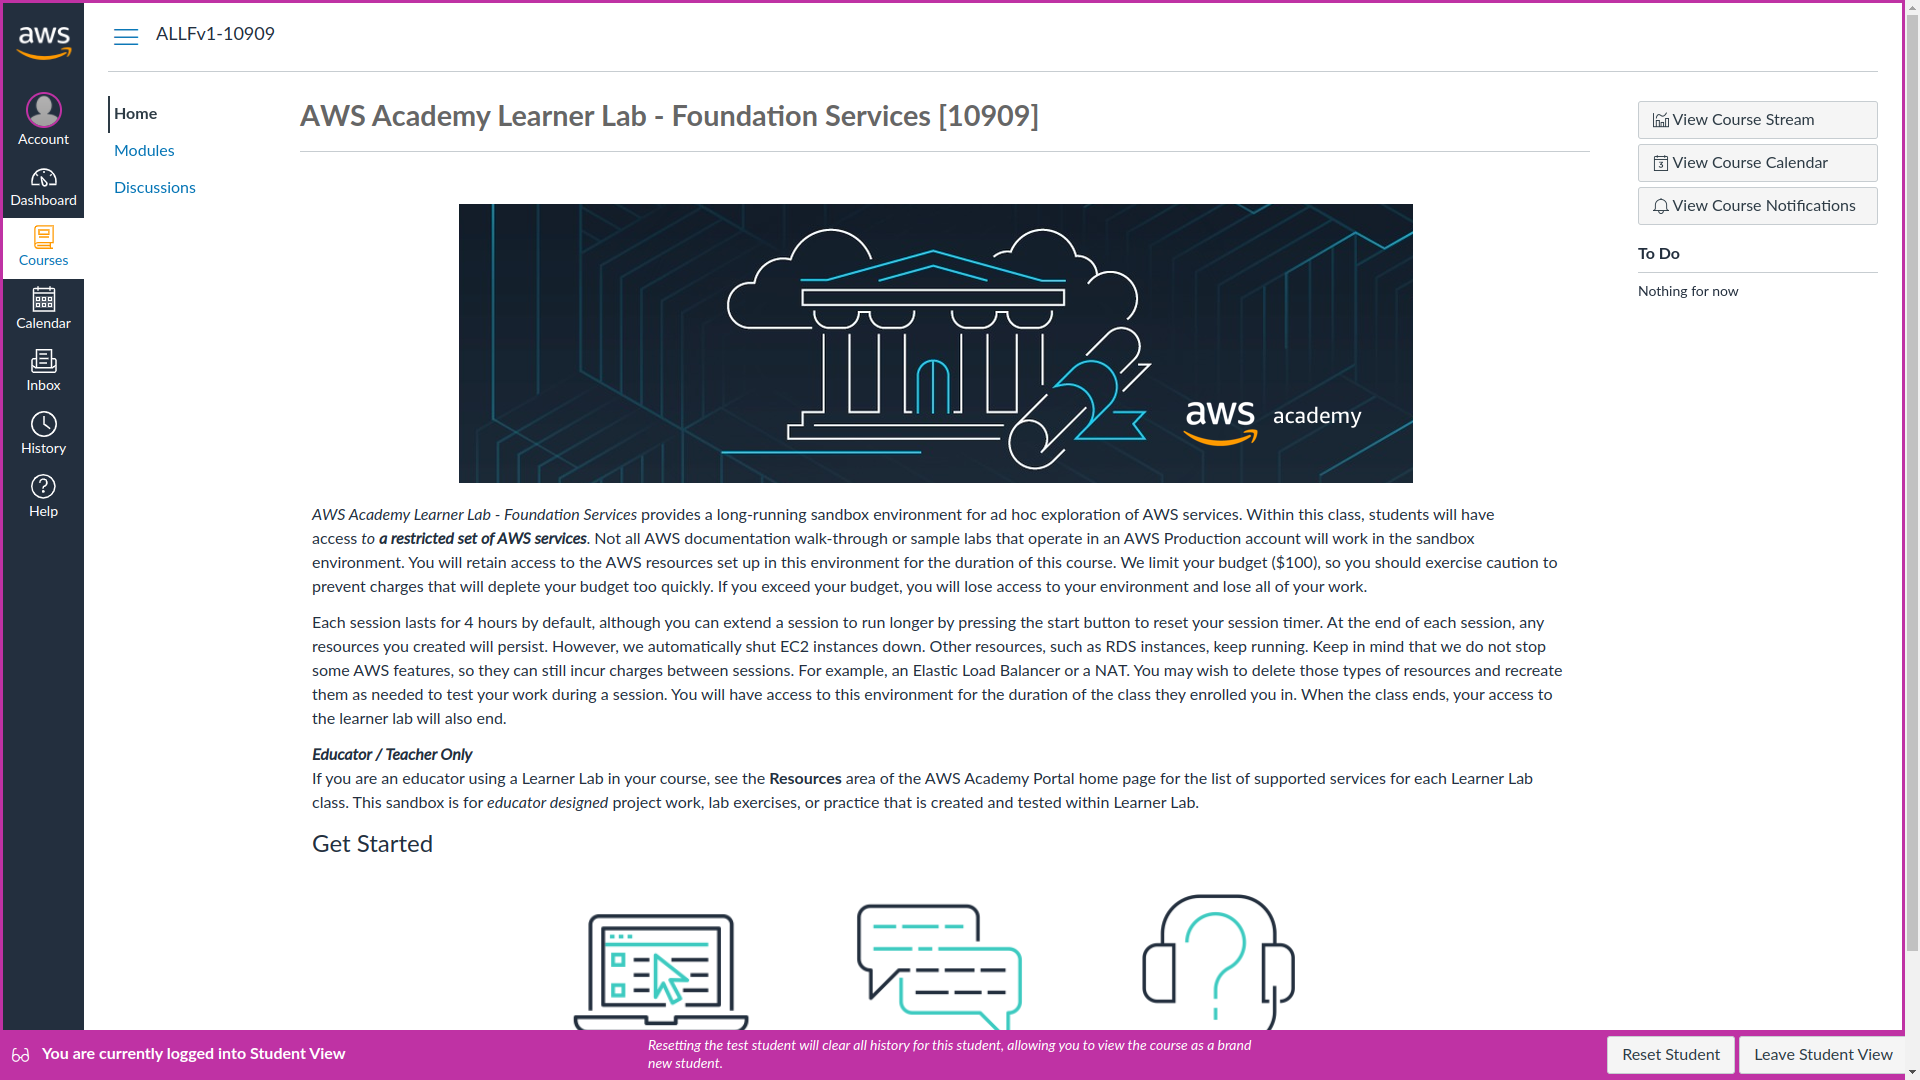 aws
ALLFv1-10909
Account
Dashboard
Courses
Calendar
Inbox
History
Help
Home
Modules
Discussions
AWS Academy Learner Lab - Foundation Services [10909]
aws academy
AWS Academy Learner Lab - Foundation Services provides a long-running sandbox environment for ad hoc exploration of AWS services. Within this class, students will have
access to a restricted set of AWS services. Not all AWS documentation walk-through or sample labs that operate in an AWS Production account will work in the sandbox
environment. You will retain access to the AWS resources set up in this environment for the duration of this course. We limit your budget ($100), so you should exercise caution to
prevent charges that will deplete your budget too quickly. If you exceed your budget, you will lose access to your environment and lose all of your work.
Each session lasts for 4 hours by default, although you can extend a session to run longer by pressing the start button to reset your session timer. At the end of each session, any
resources you created will persist. However, we automatically shut EC2 instances down. Other resources, such as RDS instances, keep running. Keep in mind that we do not stop
some AWS features, so they can still incur charges between sessions. For example, an Elastic Load Balancer or a NAT. You may wish to delete those types of resources and recreate
them as needed to test your work during a session. You will have access to this environment for the duration of the class they enrolled you in. When the class ends, your access to
the learner lab will also end.
Educator / Teacher Only
If you are an educator using a Learner Lab in your course, see the Resources area of the AWS Academy Portal home page for the list of supported services for each Learner Lab
class. This sandbox is for educator designed project work, lab exercises, or practice that is created and tested within Learner Lab.
Get Started
View Course Stream
3 View Course Calendar
View Course Notifications
To Do
Nothing for now
You are currently logged into Student View
Resetting the test student will clear all history for this student, allowing you to view the course as a brand
new student.
Reset Student
Leave Student View